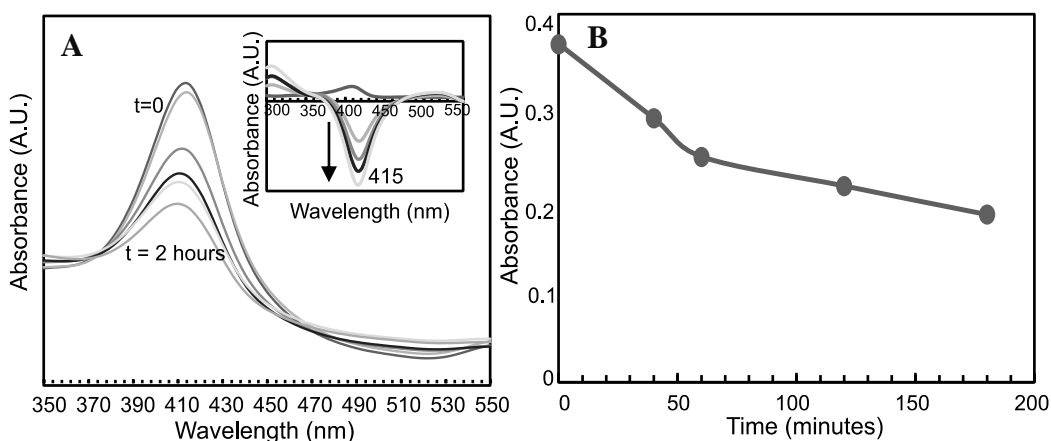 A
Absorbance (A.U.)
t=0
t = 2 hours
350 370 390 410 430 450 470 490 510 530 550
Wavelength (nm)
Absorbance (A.U.)
300 350 400 450 500 550
415
Wavelength (nm)
B
Absorbance (A.U.)
0.4
0.3
0.2
0.1
0
0 50 100 150 200
Time (minutes)